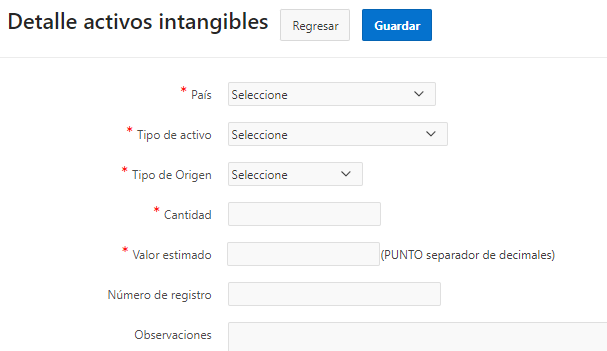 Detalle activos intangibles Regresar Guardar
* País Seleccione
* Tipo de activo Seleccione
* Tipo de Origen Seleccione
* Cantidad
* Valor estimado (PUNTO separador de decimales)
Número de registro
Observaciones